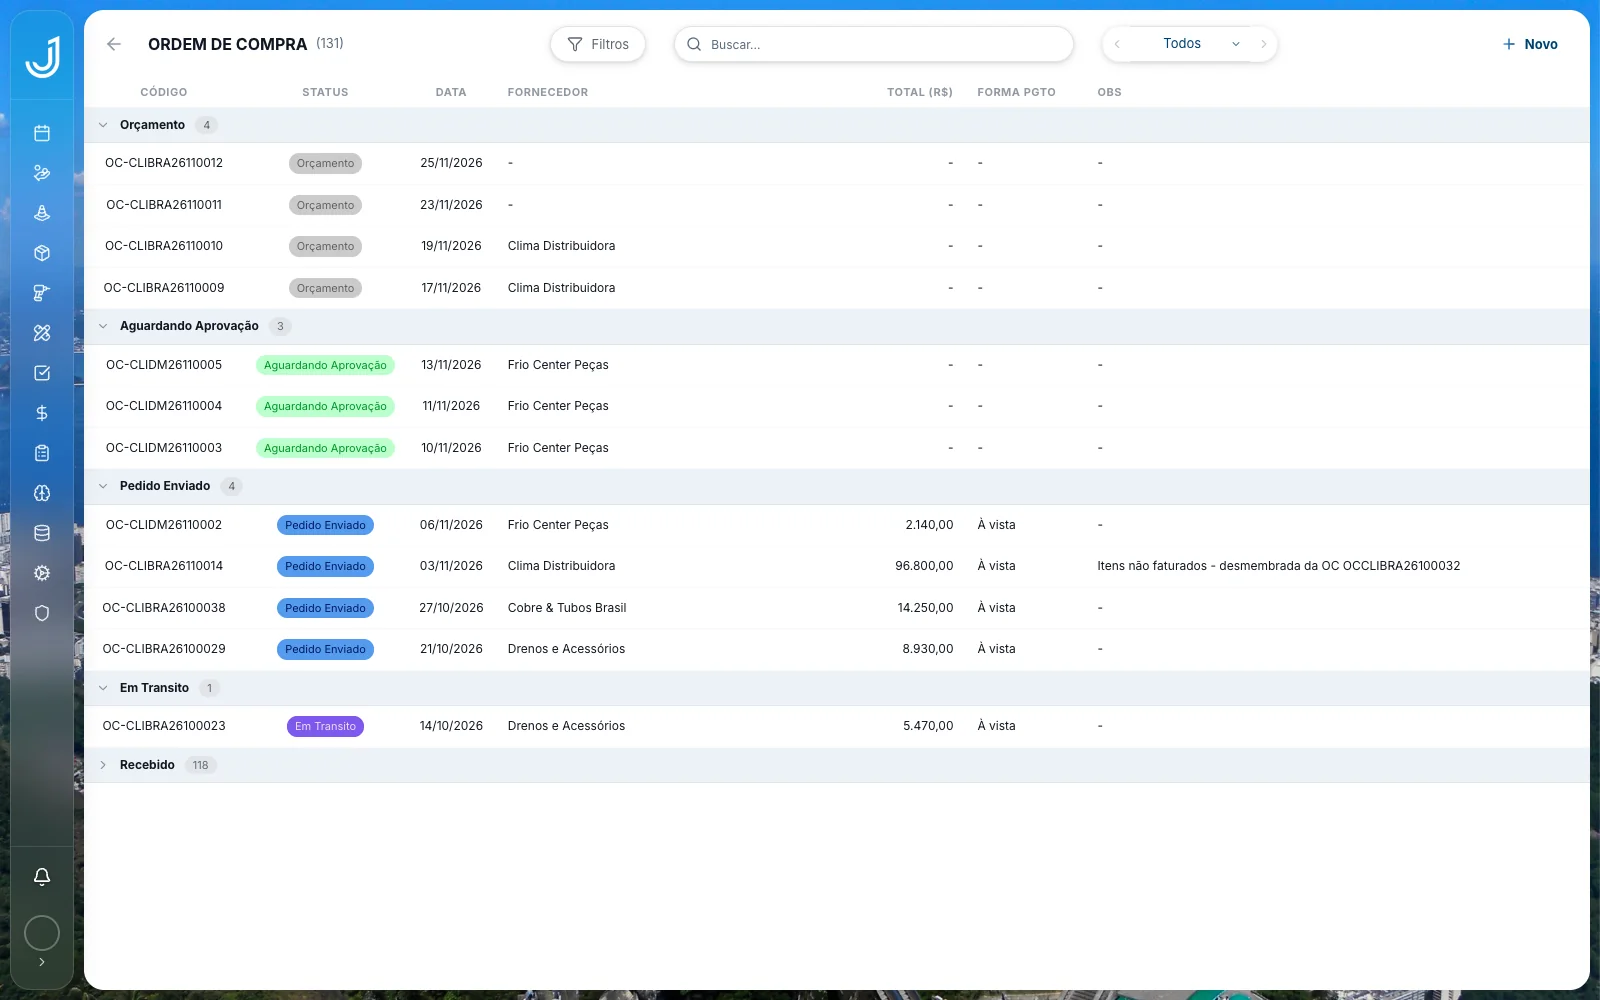 ORDEM DE COMPRA (131) Filtros Buscar... Todos Novo
CÓDIGO STATUS DATA FORNECEDOR TOTAL (R$) FORMA PGTO OBS
Orçamento 4
OC-CLIBRA26110012 Orçamento 25/11/2026 - - - -
OC-CLIBRA26110011 Orçamento 23/11/2026 - - - -
OC-CLIBRA26110010 Orçamento 19/11/2026 Clima Distribuidora - - -
OC-CLIBRA26110009 Orçamento 17/11/2026 Clima Distribuidora - - -
Aguardando Aprovação 3
OC-CLIDM26110005 Aguardando Aprovação 13/11/2026 Frio Center Peças - - -
OC-CLIDM26110004 Aguardando Aprovação 11/11/2026 Frio Center Peças - - -
OC-CLIDM26110003 Aguardando Aprovação 10/11/2026 Frio Center Peças - - -
Pedido Enviado 4
OC-CLIDM26110002 Pedido Enviado 06/11/2026 Frio Center Peças 2.140,00 À vista -
OC-CLIBRA26110014 Pedido Enviado 03/11/2026 Clima Distribuidora 96.800,00 À vista Itens não faturados - desmembrada da OC OCCLIBRA26100032
OC-CLIBRA26100038 Pedido Enviado 27/10/2026 Cobre & Tubos Brasil 14.250,00 À vista -
OC-CLIBRA26100029 Pedido Enviado 21/10/2026 Drenos e Acessórios 8.930,00 À vista -
Em Transito 1
OC-CLIBRA26100023 Em Transito 14/10/2026 Drenos e Acessórios 5.470,00 À vista -
Recebido 118